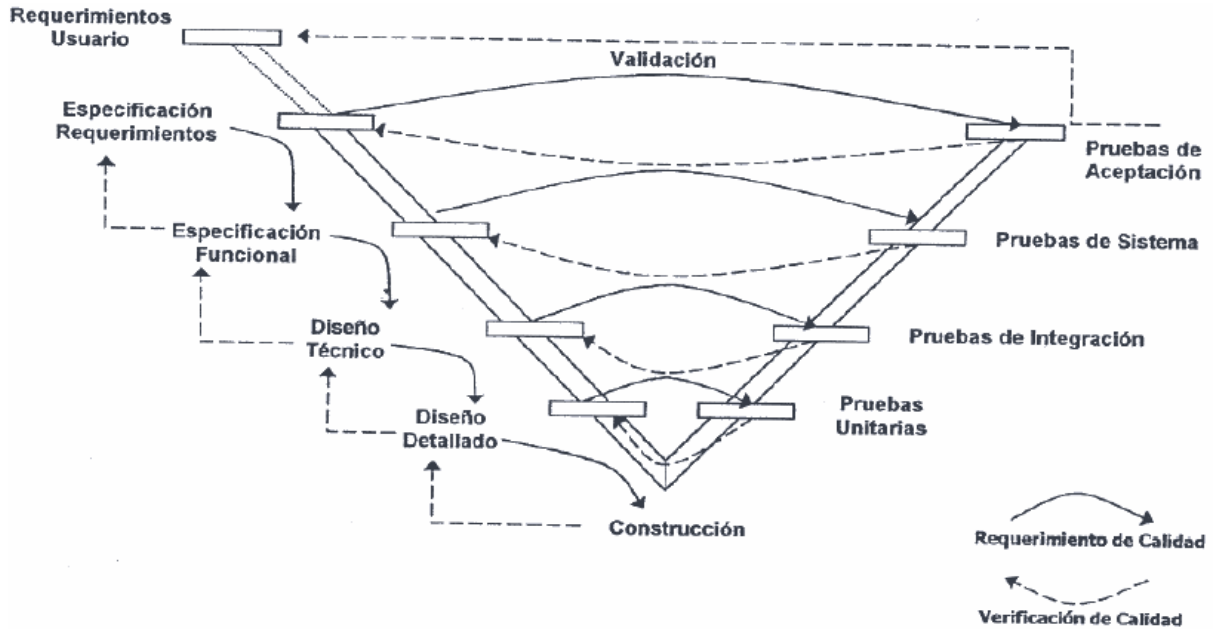 Requerimientos
Usuario
Validación
Especificación
Requerimientos
Pruebas de
Aceptación
Especificación
Funcional
Pruebas de Sistema
Diseño
Técnico
Pruebas de Integración
Diseño
Detallado
Pruebas
Unitarias
Construcción
Requerimiento de Calidad
Verificación de Calidad